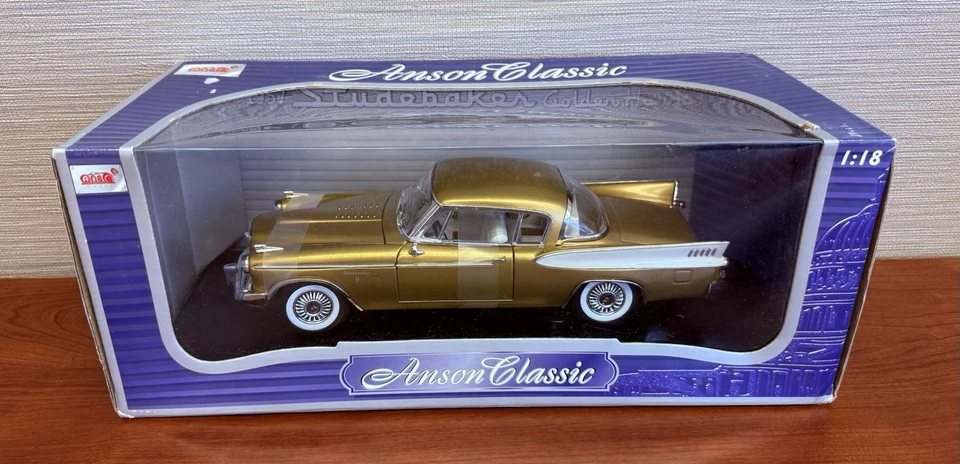 Anson Classic
Studebaker Golden Hawk
1:18
Anson Classic